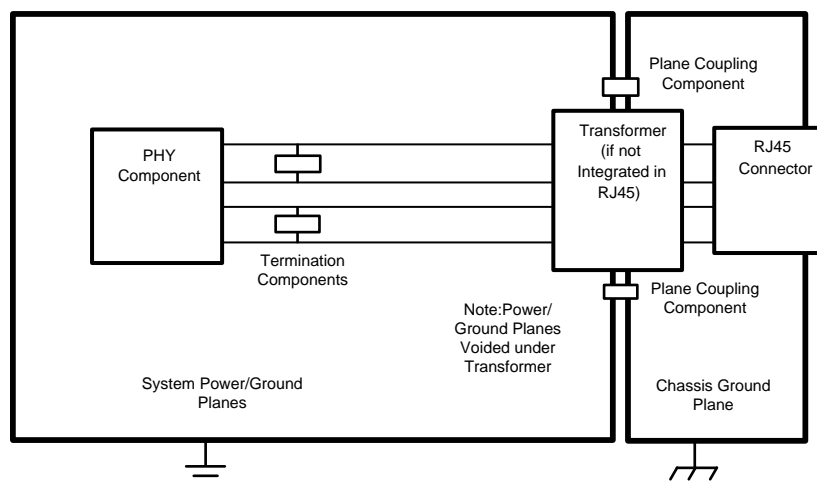 Plane Coupling
Component
PHY
Component
Transformer
(if not
Integrated in
RJ45)
RJ45
Connector
Termination
Components
Plane Coupling
Component
Note:Power/
Ground Planes
Voided under
Transformer
System Power/Ground
Planes
Chassis Ground
Plane